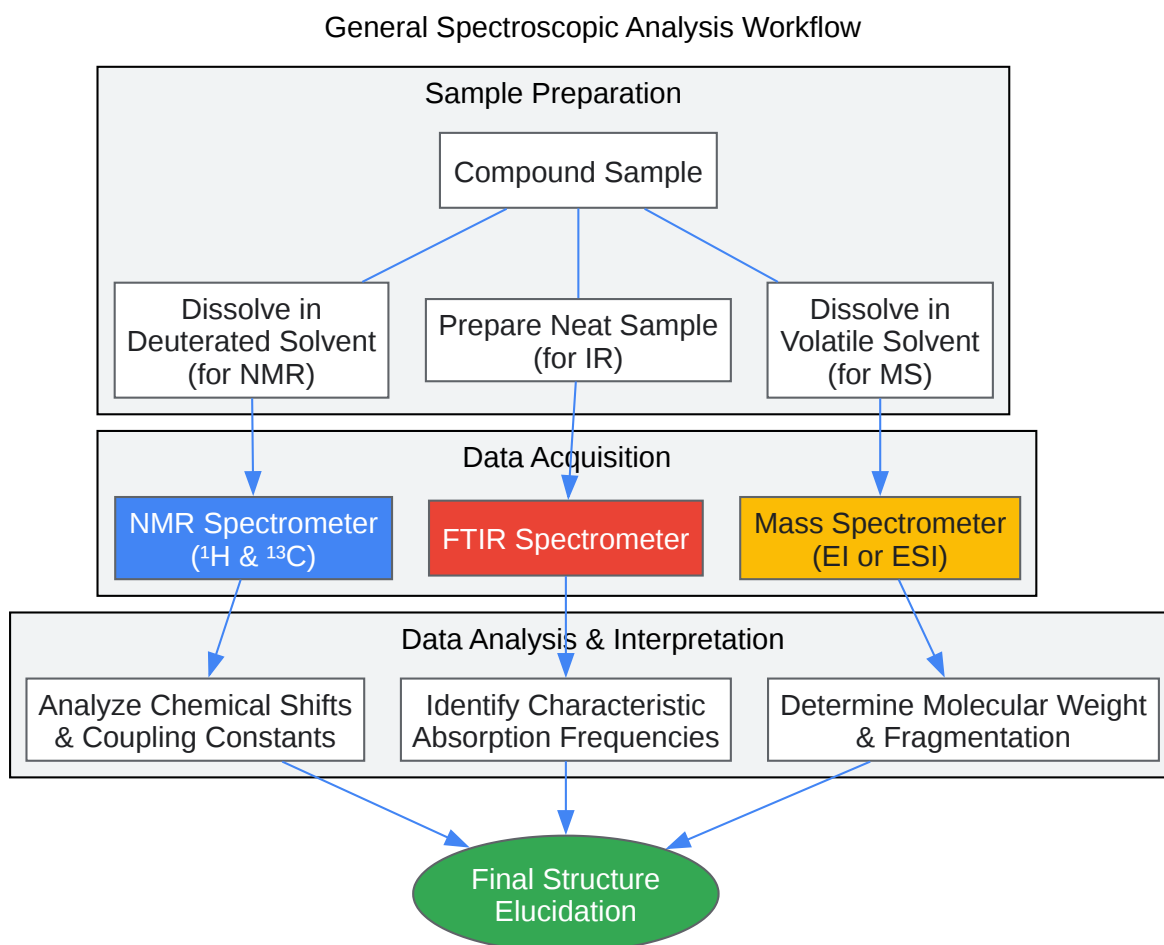 General Spectroscopic Analysis Workflow
Sample Preparation
Compound Sample
Dissolve in
Deuterated Solvent
(for NMR)
Prepare Neat Sample
(for IR)
Dissolve in
Volatile Solvent
(for MS)
Data Acquisition
NMR Spectrometer
(¹H & ¹³C)
FTIR Spectrometer
Mass Spectrometer
(EI or ESI)
Data Analysis & Interpretation
Analyze Chemical Shifts
& Coupling Constants
Identify Characteristic
Absorption Frequencies
Determine Molecular Weight
& Fragmentation
Final Structure
Elucidation